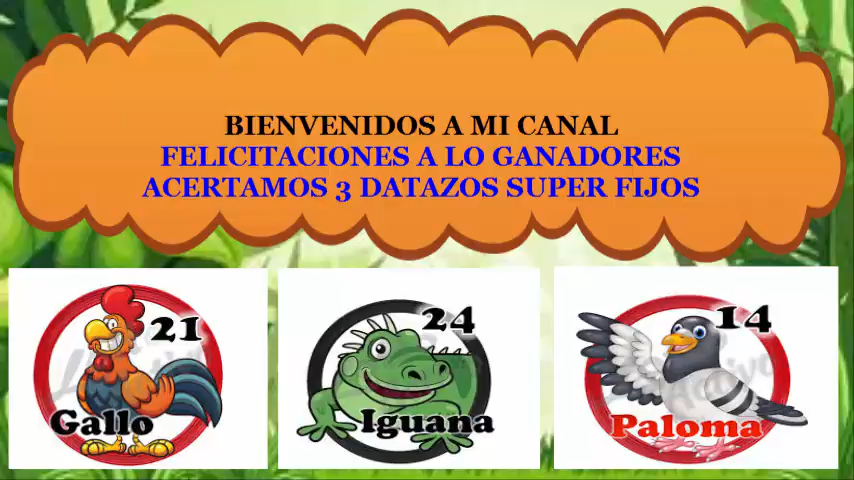 BIENVENIDOS A MI CANAL
FELICITACIONES A LO GANADORES
ACERTAMOS 3 DATAZOS SUPER FIJOS
21
Gallo
24
Iguana
14
Paloma